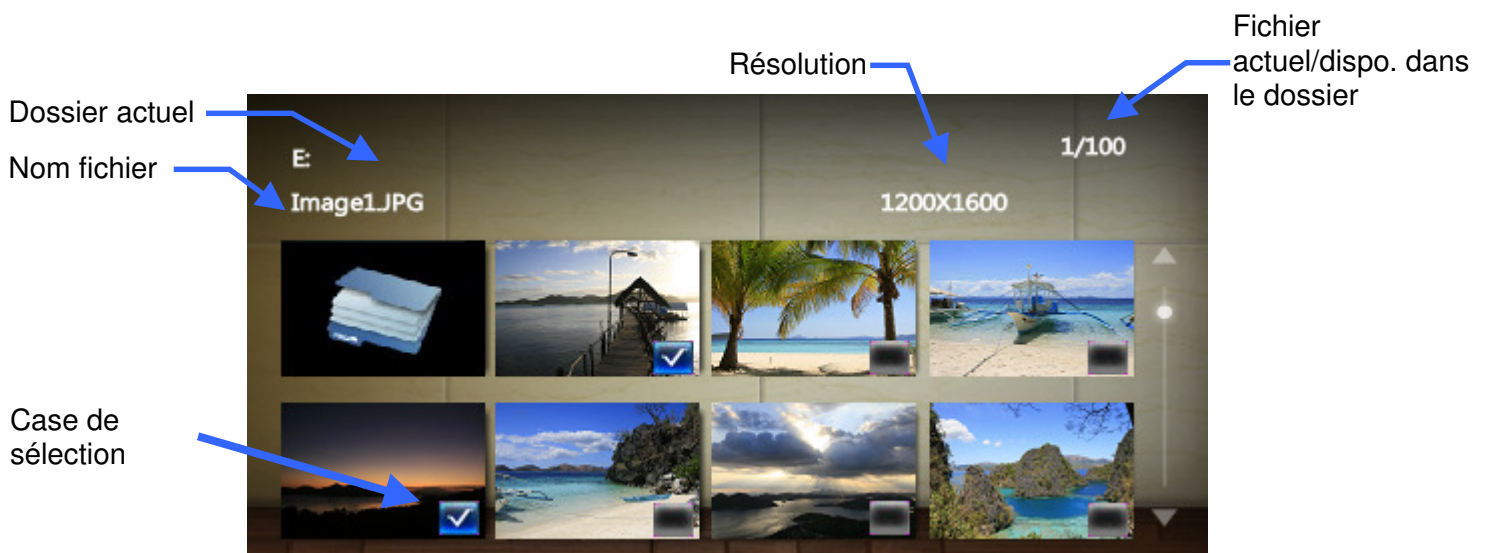 Fichier
actuel/dispo. dans
le dossier
Résolution
Dossier actuel
Nom fichier
E:
1/100
Image1.JPG
1200X1600
Case de
sélection